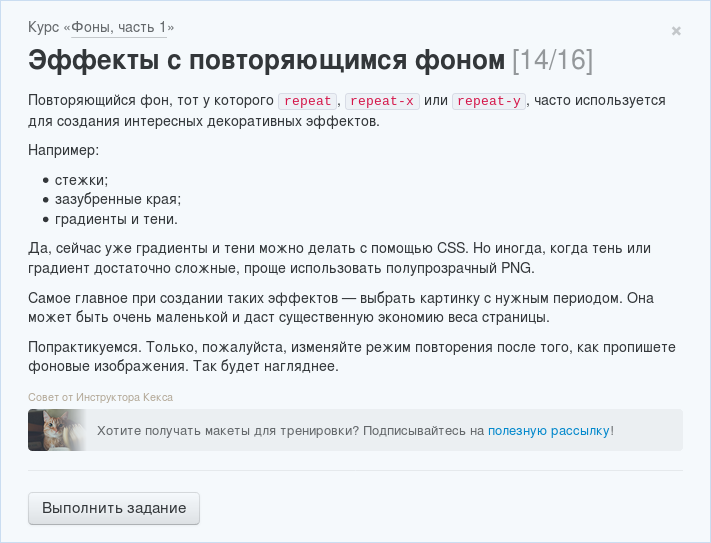 Курс «Фоны, часть 1»
×
Эффекты с повторяющимся фоном [14/16]
Повторяющийся фон, тот у которого repeat, repeat-x или repeat-y, часто используется
для создания интересных декоративных эффектов.
Например:
• стежки;
• зазубренные края;
• градиенты и тени.
Да, сейчас уже градиенты и тени можно делать с помощью CSS. Но иногда, когда тень или
градиент достаточно сложные, проще использовать полупрозрачный PNG.
Самое главное при создании таких эффектов — выбрать картинку с нужным периодом. Она
может быть очень маленькой и даст существенную экономию веса страницы.
Попрактикуемся. Только, пожалуйста, изменяйте режим повторения после того, как пропишете
фоновые изображения. Так будет нагляднее.
Совет от Инструктора Кекса
Хотите получать макеты для тренировки? Подписывайтесь на полезную рассылку!
Выполнить задание